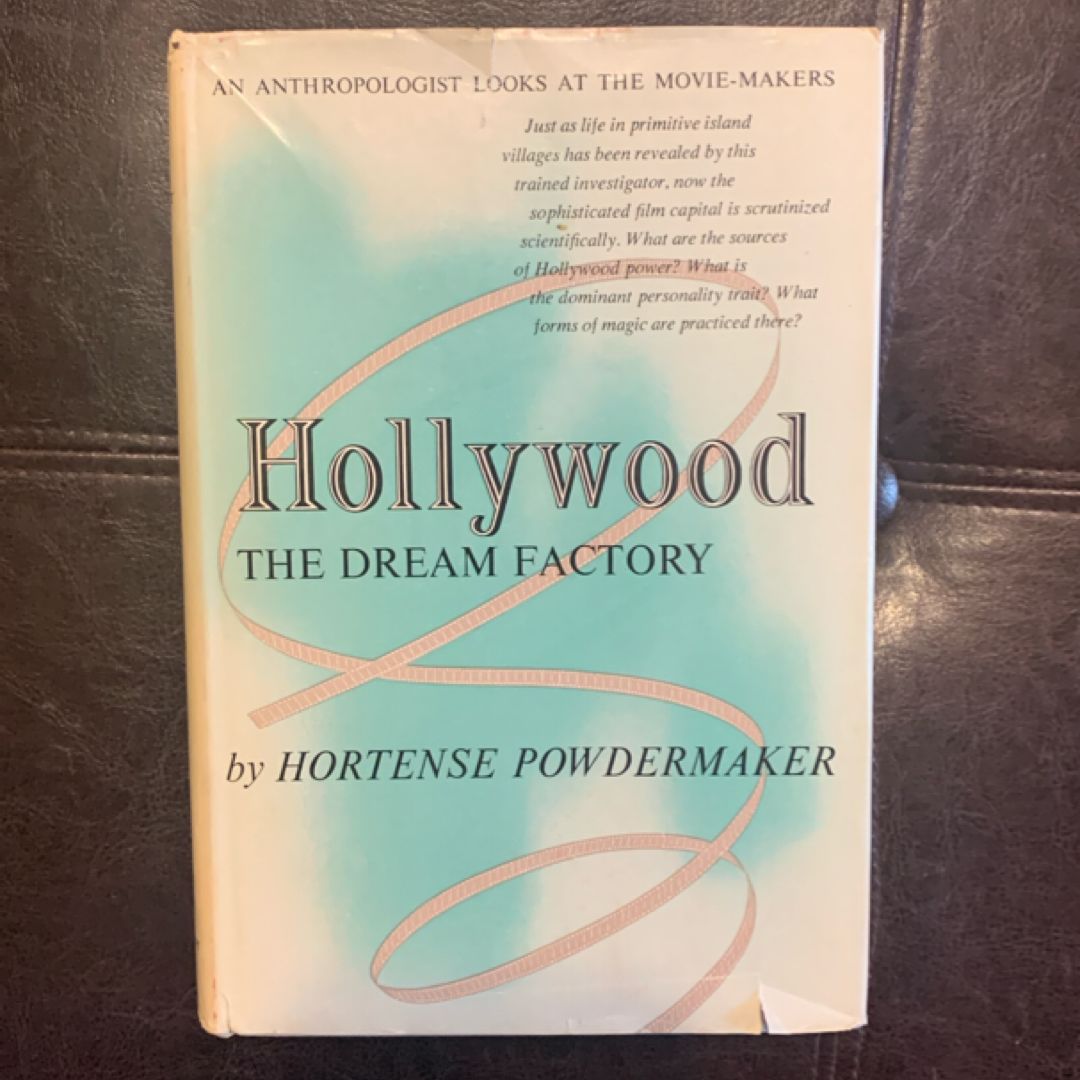 AN ANTHROPOLOGIST LOOKS AT THE MOVIE-MAKERS
Just as life in primitive island
villages has been revealed by this
trained investigator, now the
sophisticated film capital is scrutinized
scientifically. What are the sources
of Hollywood power? What is
the dominant personality trait? What
forms of magic are practiced there?
Hollywood
THE DREAM FACTORY
by HORTENSE POWDERMAKER